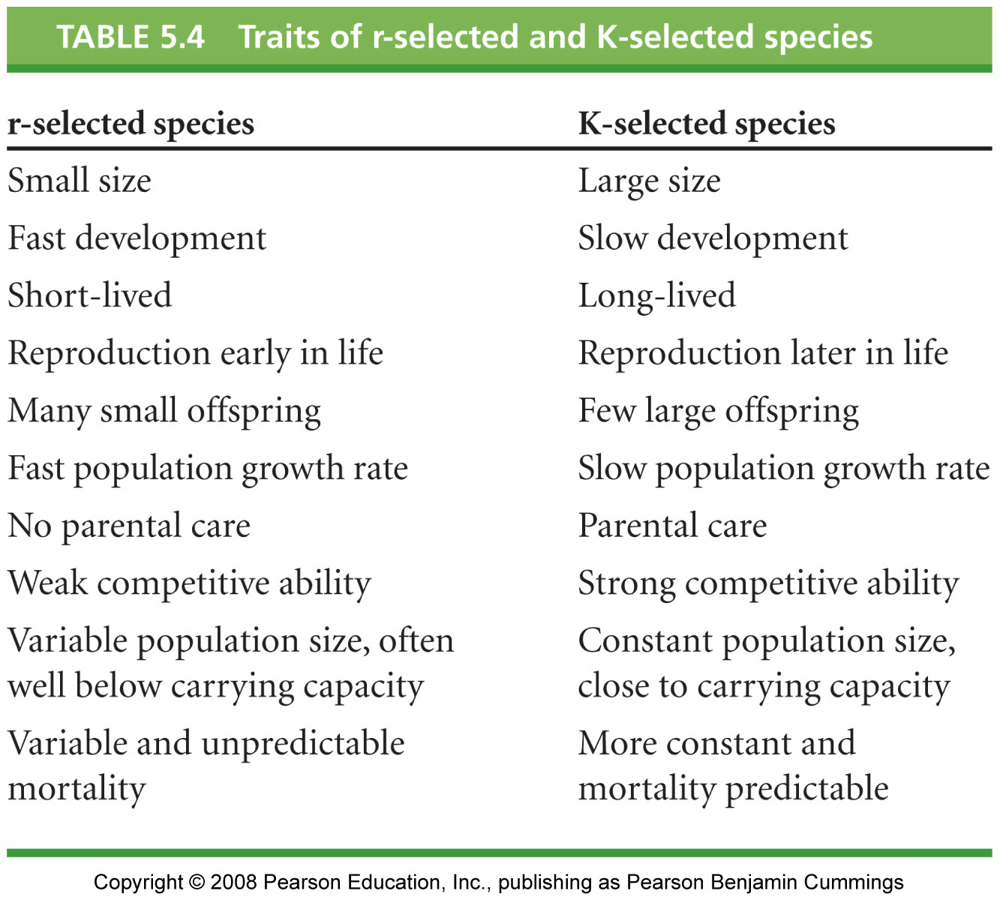 TABLE 5.4 Traits of r-selected and K-selected species
r-selected species K-selected species
Small size Large size
Fast development Slow development
Short-lived Long-lived
Reproduction early in life Reproduction later in life
Many small offspring Few large offspring
Fast population growth rate Slow population growth rate
No parental care Parental care
Weak competitive ability Strong competitive ability
Variable population size, often Constant population size,
well below carrying capacity close to carrying capacity
Variable and unpredictable More constant and
mortality mortality predictable
Copyright © 2008 Pearson Education, Inc., publishing as Pearson Benjamin Cummings